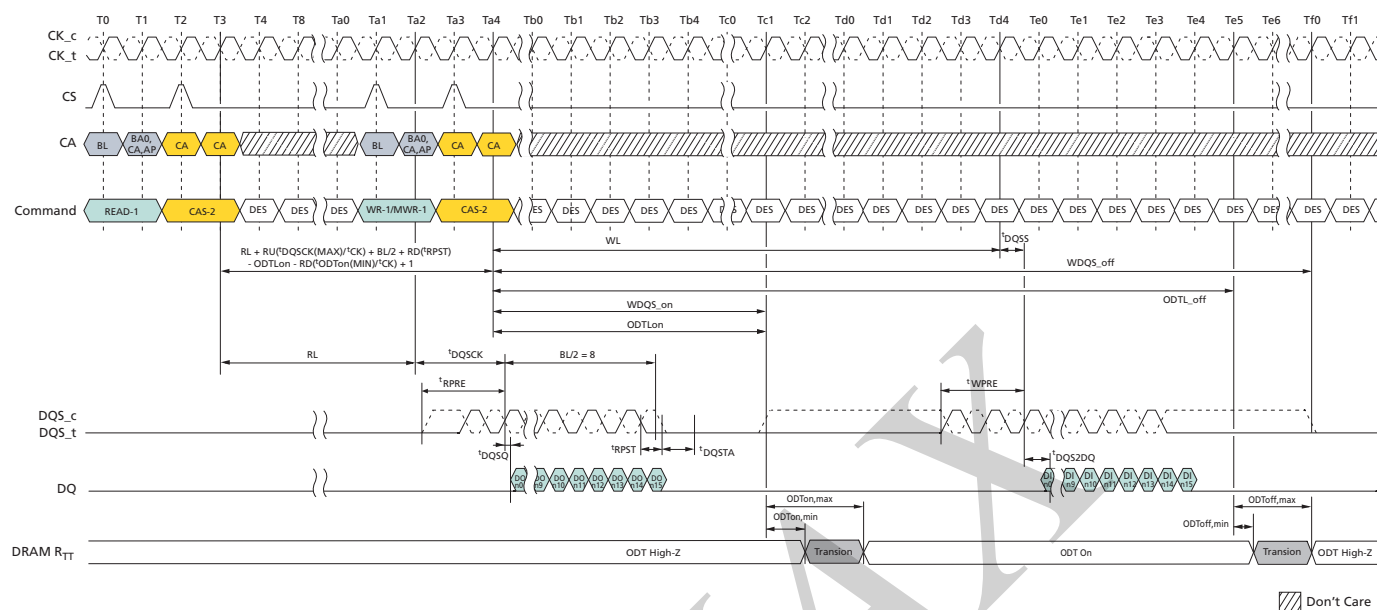 T0 T1 T2 T3 T4 T8 Ta0 Ta1 Ta2 Ta3 Ta4 Tb0 Tb1 Tb2 Tb3 Tb4 Tc0 Tc1 Tc2 Td0 Td1 Td2 Td3 Td4 Te0 Te1 Te2 Te3 Te4 Te5 Te6 Tf0 Tf1
CK_c
CK_t
CS
CA
BL BA0, CA,AP CA CA BL BA0, CA,AP CA CA
Command
READ-1 CAS-2 DES DES DES WR-1/MWR-1 CAS-2 DES DES DES DES DES DES DES DES DES DES DES DES DES DES DES DES DES DES DES DES DES DES
WL
tDQSS
RL + RU(tDQSCK(MAX)/tCK) + BL/2 + RD(tRPST)
- ODTLon - RD(tODTon(MIN)/tCK) + 1
WDQS_off
ODTL_off
WDQS_on
ODTLon
RL
tDQSCK
BL/2 = 8
tRPRE
tWPRE
DQS_c
DQS_t
tDQSQ
tRPST
tDQSTA
tDQS2DQ
DQ
DO n0 DO n9 DO n10 DO n11 DO n12 DO n13 DO n14 DO n15
DI n0 DI n9 DI n10 DI n11 DI n12 DI n13 DI n14 DI n15
ODTon,max
ODTon,min
ODToff,max
ODToff,min
DRAM RTT
ODT High-Z
Transion
ODT On
Transion
ODT High-Z
Don't Care